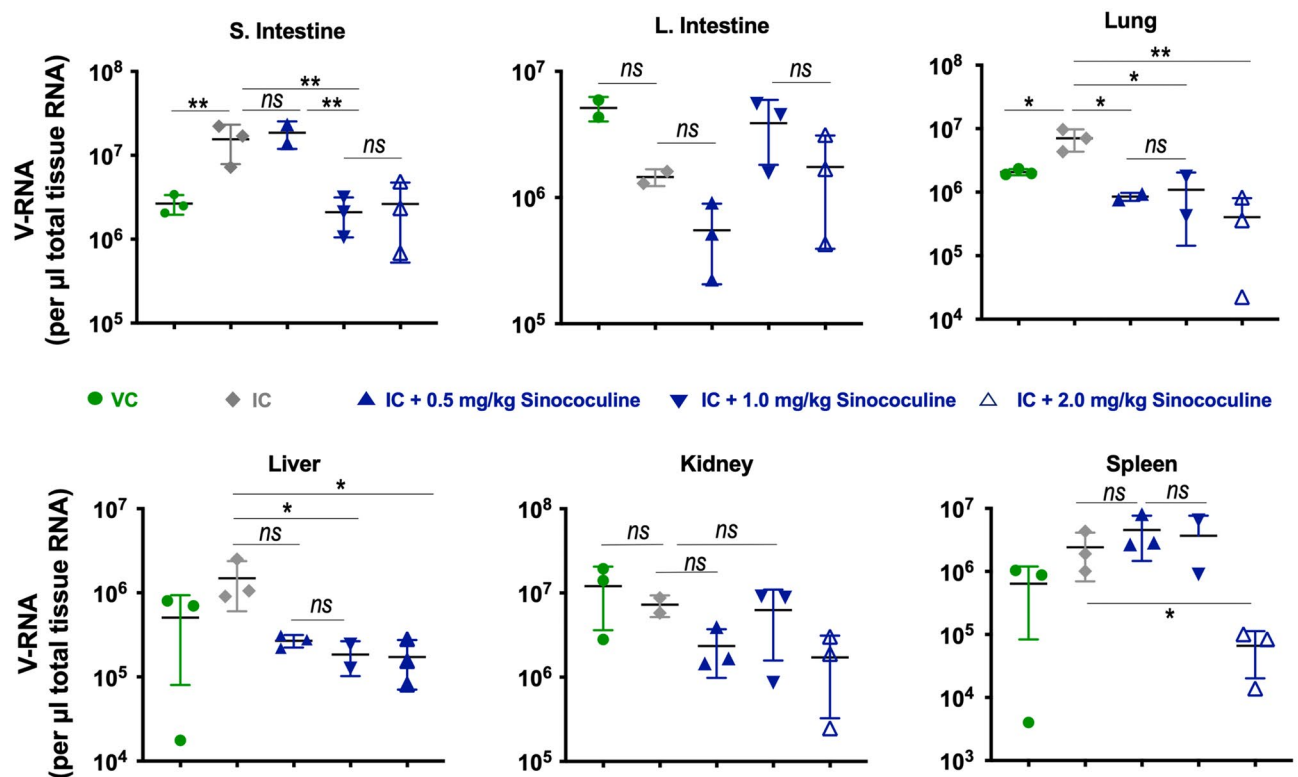 S. Intestine
L. Intestine
Lung
V-RNA
(per µl total tissue RNA)
10⁸
10⁷
10⁶
10⁵
** ns ** **
ns
10⁷
10⁶
10⁵
ns
ns
ns
10⁸
10⁷
10⁶
10⁵
10⁴
**
*
* *
ns
VC IC IC + 0.5 mg/kg Sinococuline IC + 1.0 mg/kg Sinococuline IC + 2.0 mg/kg Sinococuline
Liver
Kidney
Spleen
V-RNA
(per µl total tissue RNA)
10⁷
10⁶
10⁵
10⁴
*
*
ns
ns
10⁸
10⁷
10⁶
10⁵
ns ns
ns
10⁷
10⁶
10⁵
10⁴
10³
ns ns
*